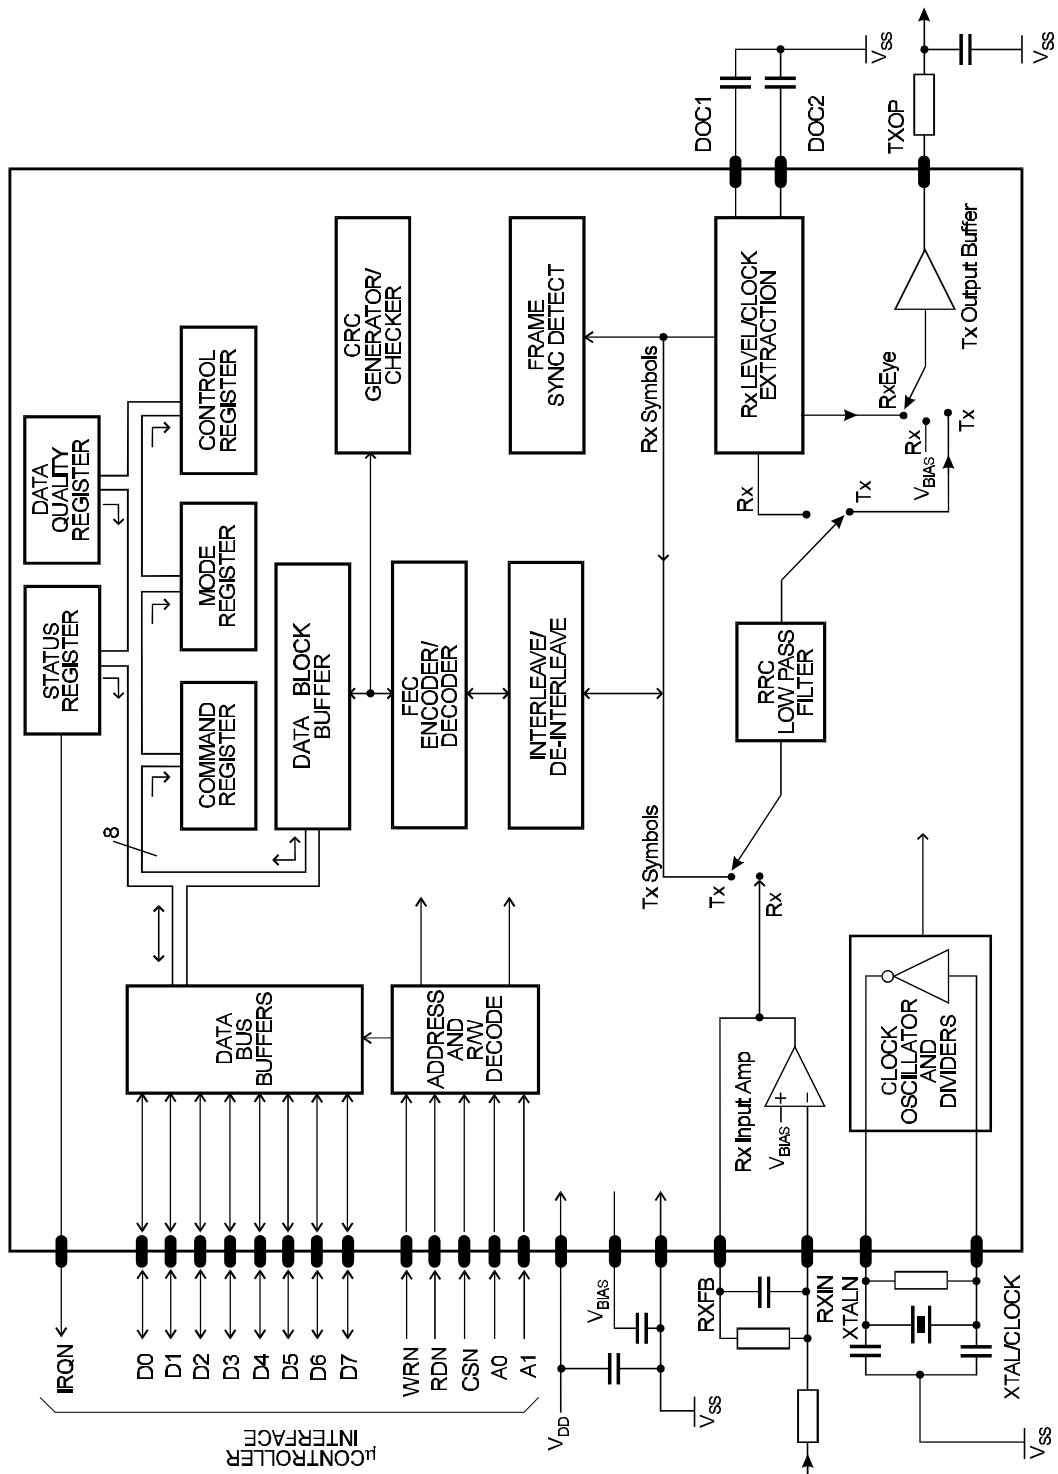 µCONTROLLER
INTERFACE
IRQN
D0
D1
D2
D3
D4
D5
D6
D7
WRN
RDN
CSN
A0
A1
VDD
VBIAS
VSS
RXFB
RXIN
XTALN
XTAL/CLOCK
VSS
STATUS
REGISTER
DATA
QUALITY
REGISTER
8
COMMAND
REGISTER
MODE
REGISTER
CONTROL
REGISTER
DATA
BUS
BUFFERS
ADDRESS
AND
R/W
DECODE
DATA BLOCK
BUFFER
CRC
GENERATOR/
CHECKER
FEC
ENCODER/
DECODER
INTERLEAVE/
DE-INTERLEAVE
FRAME
SYNC DETECT
Tx Symbols
Rx Symbols
Rx Input Amp
VBIAS
+
−
Tx
Rx
RRC
LOW PASS
FILTER
Rx
Tx
Rx LEVEL/CLOCK
EXTRACTION
DOC1
DOC2
VSS
RxEye
Rx
VBIAS
Tx
Tx Output Buffer
TXOP
VSS
CLOCK
OSCILLATOR
AND
DIVIDERS